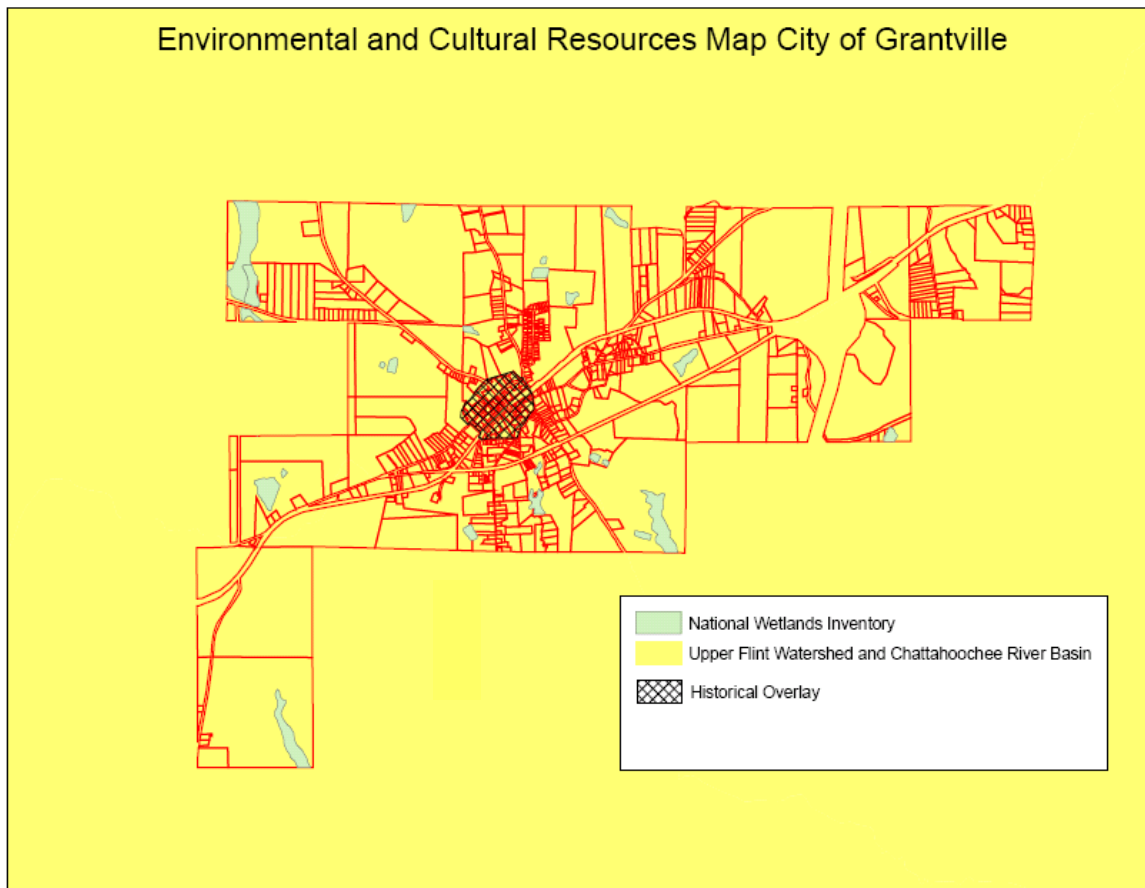 Environmental and Cultural Resources Map City of Grantville
National Wetlands Inventory
Upper Flint Watershed and Chattahoochee River Basin
Historical Overlay